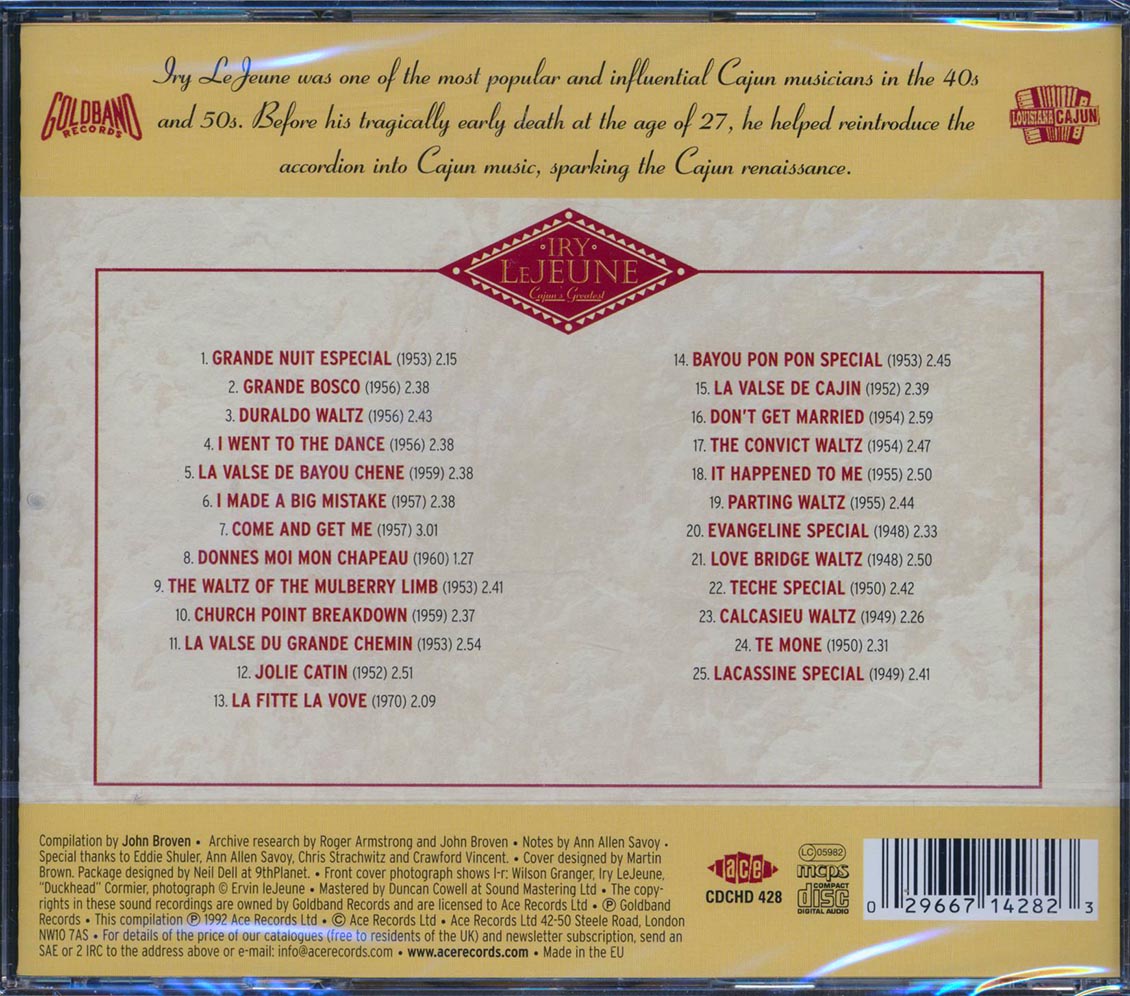 Iry LeJeune was one of the most popular and influential Cajun musicians in the 40s
and 50s. Before his tragically early death at the age of 27, he helped reintroduce the
accordion into Cajun music, sparking the Cajun renaissance.
GOLDBAND
RECORDS
LOUISIANA CAJUN
IRY
LEJEUNE
Cajun's Greatest
1. GRANDE NUIT ESPECIAL (1953) 2.15
2. GRANDE BOSCO (1956) 2.38
3. DURALDO WALTZ (1956) 2.43
4. I WENT TO THE DANCE (1956) 2.38
5. LA VALSE DE BAYOU CHENE (1959) 2.38
6. I MADE A BIG MISTAKE (1957) 2.38
7. COME AND GET ME (1957) 3.01
8. DONNES MOI MON CHAPEAU (1960) 1.27
9. THE WALTZ OF THE MULBERRY LIMB (1953) 2.41
10. CHURCH POINT BREAKDOWN (1959) 2.37
11. LA VALSE DU GRANDE CHEMIN (1953) 2.54
12. JOLIE CATIN (1952) 2.51
13. LA FITTE LA VOVE (1970) 2.09
14. BAYOU PON PON SPECIAL (1953) 2.45
15. LA VALSE DE CAJIN (1952) 2.39
16. DON'T GET MARRIED (1954) 2.59
17. THE CONVICT WALTZ (1954) 2.47
18. IT HAPPENED TO ME (1955) 2.50
19. PARTING WALTZ (1955) 2.44
20. EVANGELINE SPECIAL (1948) 2.33
21. LOVE BRIDGE WALTZ (1948) 2.50
22. TECHE SPECIAL (1950) 2.42
23. CALCASIEU WALTZ (1949) 2.26
24. TE MONE (1950) 2.31
25. LACASSINE SPECIAL (1949) 2.41
Compilation by John Broven • Archive research by Roger Armstrong and John Broven • Notes by Ann Allen Savoy •
Special thanks to Eddie Shuler, Ann Allen Savoy, Chris Strachwitz and Crawford Vincent. • Cover designed by Martin
Brown. Package designed by Neil Dell at 9thPlanet. • Front cover photograph shows l-r: Wilson Granger, Iry LeJeune,
"Duckhead" Cormier, photograph © Ervin leJeune • Mastered by Duncan Cowell at Sound Mastering Ltd • The copy-
rights in these sound recordings are owned by Goldband Records and are licensed to Ace Records Ltd • ℗ Goldband
Records • This compilation ℗ 1992 Ace Records Ltd • © Ace Records Ltd • Ace Records Ltd 42-50 Steele Road, London
NW10 7AS • For details of the price of our catalogues (free to residents of the UK) and newsletter subscription, send an
SAE or 2 IRC to the address above or e-mail: info@acerecords.com • www.acerecords.com • Made in the EU
ace
CDCHD 428
LC 05982
mcps
COMPACT
disc
DIGITAL AUDIO
0 29667 14282 3